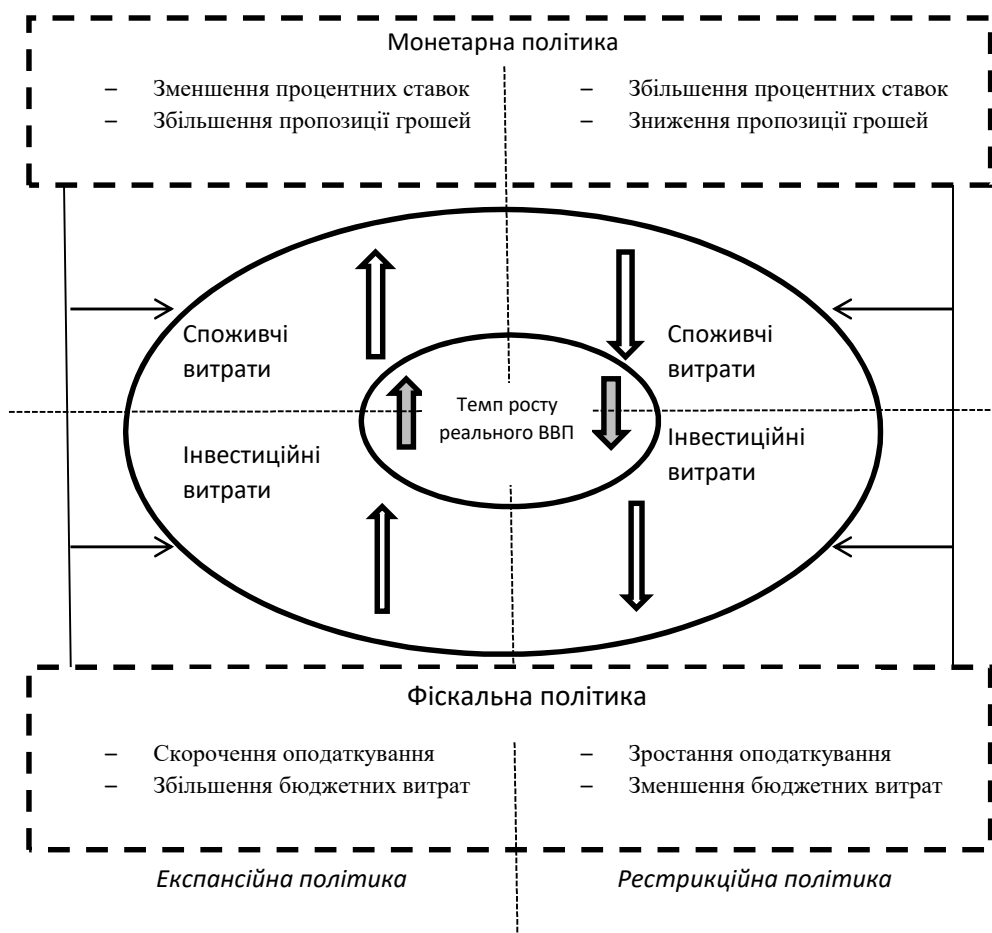 Монетарна політика
– Зменшення процентних ставок
– Збільшення пропозиції грошей
– Збільшення процентних ставок
– Зниження пропозиції грошей
Споживчі
витрати
Споживчі
витрати
Темп росту
реального ВВП
Інвестиційні
витрати
Інвестиційні
витрати
Фіскальна політика
– Скорочення оподаткування
– Збільшення бюджетних витрат
– Зростання оподаткування
– Зменшення бюджетних витрат
Експансійна політика
Рестрикційна політика